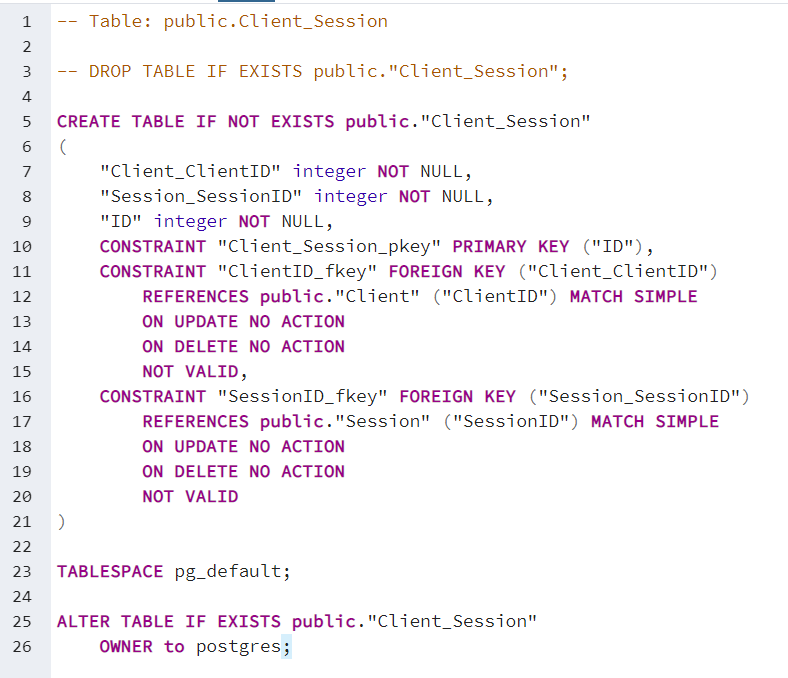 1 -- Table: public.Client_Session
2
3 -- DROP TABLE IF EXISTS public."Client_Session";
4
5 CREATE TABLE IF NOT EXISTS public."Client_Session"
6 (
7 "Client_ClientID" integer NOT NULL,
8 "Session_SessionID" integer NOT NULL,
9 "ID" integer NOT NULL,
10 CONSTRAINT "Client_Session_pkey" PRIMARY KEY ("ID"),
11 CONSTRAINT "ClientID_fkey" FOREIGN KEY ("Client_ClientID")
12 REFERENCES public."Client" ("ClientID") MATCH SIMPLE
13 ON UPDATE NO ACTION
14 ON DELETE NO ACTION
15 NOT VALID,
16 CONSTRAINT "SessionID_fkey" FOREIGN KEY ("Session_SessionID")
17 REFERENCES public."Session" ("SessionID") MATCH SIMPLE
18 ON UPDATE NO ACTION
19 ON DELETE NO ACTION
20 NOT VALID
21 )
22
23 TABLESPACE pg_default;
24
25 ALTER TABLE IF EXISTS public."Client_Session"
26 OWNER to postgres;